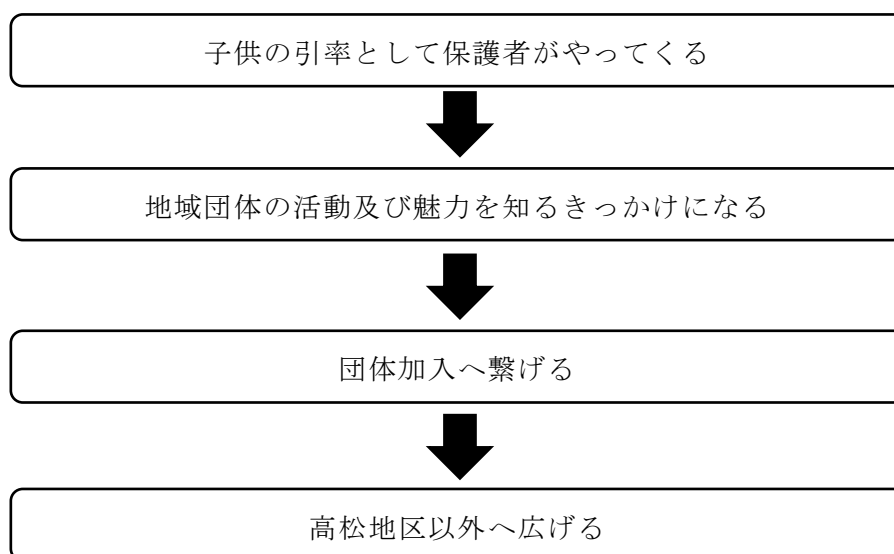 子供の引率として保護者がやってくる
地域団体の活動及び魅力を知るきっかけになる
団体加入へ繋げる
高松地区以外へ広げる